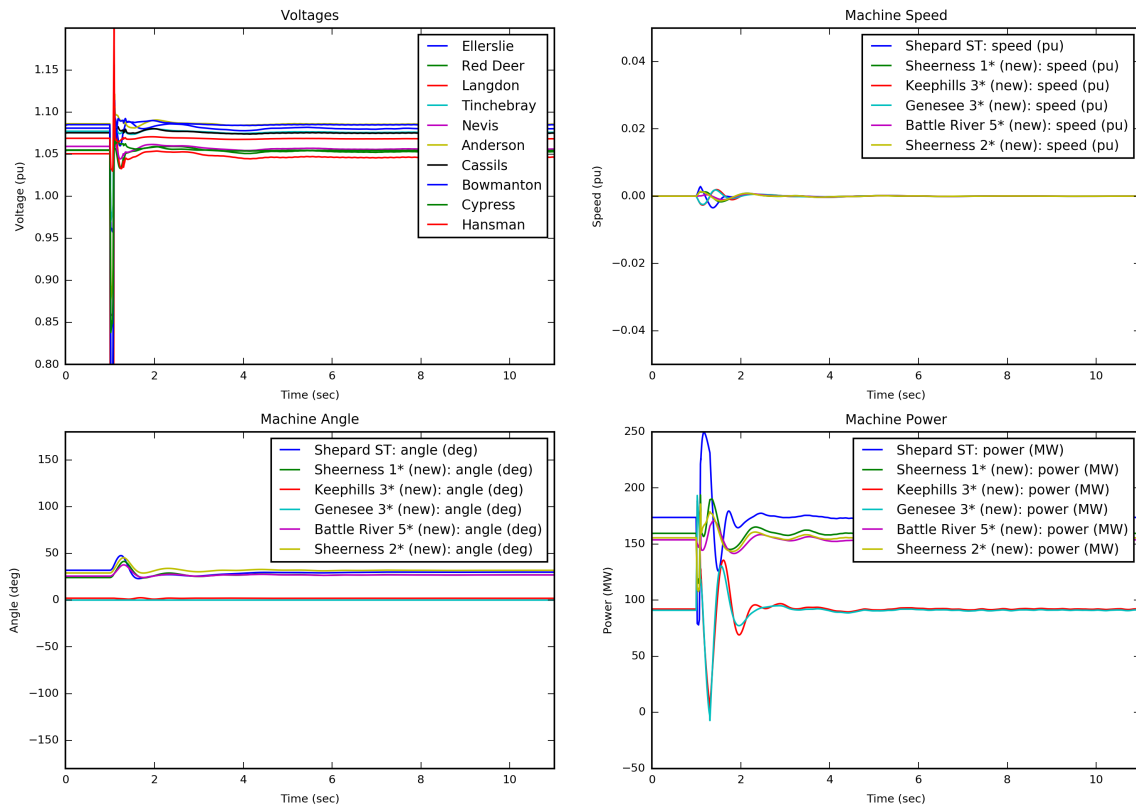 Voltages
1.15
1.10
1.05
1.00
0.95
0.90
0.85
0.80
Voltage (pu)
Ellerslie
Red Deer
Langdon
Tinchebray
Nevis
Anderson
Cassils
Bowmanton
Cypress
Hansman
0 2 4 6 8 10
Time (sec)
Machine Speed
0.04
0.02
0.00
−0.02
−0.04
Speed (pu)
Shepard ST: speed (pu)
Sheerness 1* (new): speed (pu)
Keephills 3* (new): speed (pu)
Genesee 3* (new): speed (pu)
Battle River 5* (new): speed (pu)
Sheerness 2* (new): speed (pu)
0 2 4 6 8 10
Time (sec)
Machine Angle
150
100
50
0
−50
−100
−150
Angle (deg)
Shepard ST: angle (deg)
Sheerness 1* (new): angle (deg)
Keephills 3* (new): angle (deg)
Genesee 3* (new): angle (deg)
Battle River 5* (new): angle (deg)
Sheerness 2* (new): angle (deg)
0 2 4 6 8 10
Time (sec)
Machine Power
250
200
150
100
50
0
−50
Power (MW)
Shepard ST: power (MW)
Sheerness 1* (new): power (MW)
Keephills 3* (new): power (MW)
Genesee 3* (new): power (MW)
Battle River 5* (new): power (MW)
Sheerness 2* (new): power (MW)
0 2 4 6 8 10
Time (sec)